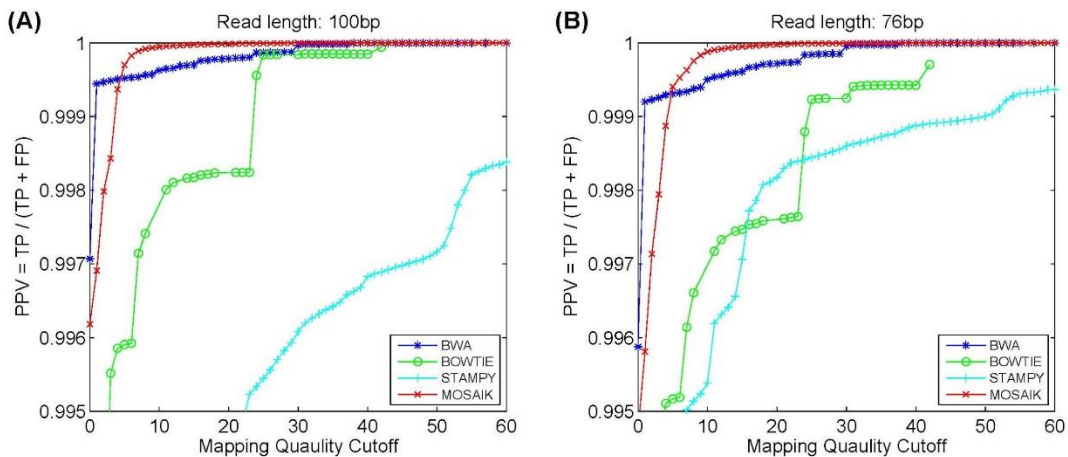 (A)
Read length: 100bp
1
0.999
0.998
0.997
0.996
0.995
PPV = TP / (TP + FP)
0 10 20 30 40 50 60
Mapping Quaulity Cutoff
BWA
BOWTIE
STAMPY
MOSAIK
(B)
Read length: 76bp
1
0.999
0.998
0.997
0.996
0.995
PPV = TP / (TP + FP)
0 10 20 30 40 50 60
Mapping Quaulity Cutoff
BWA
BOWTIE
STAMPY
MOSAIK